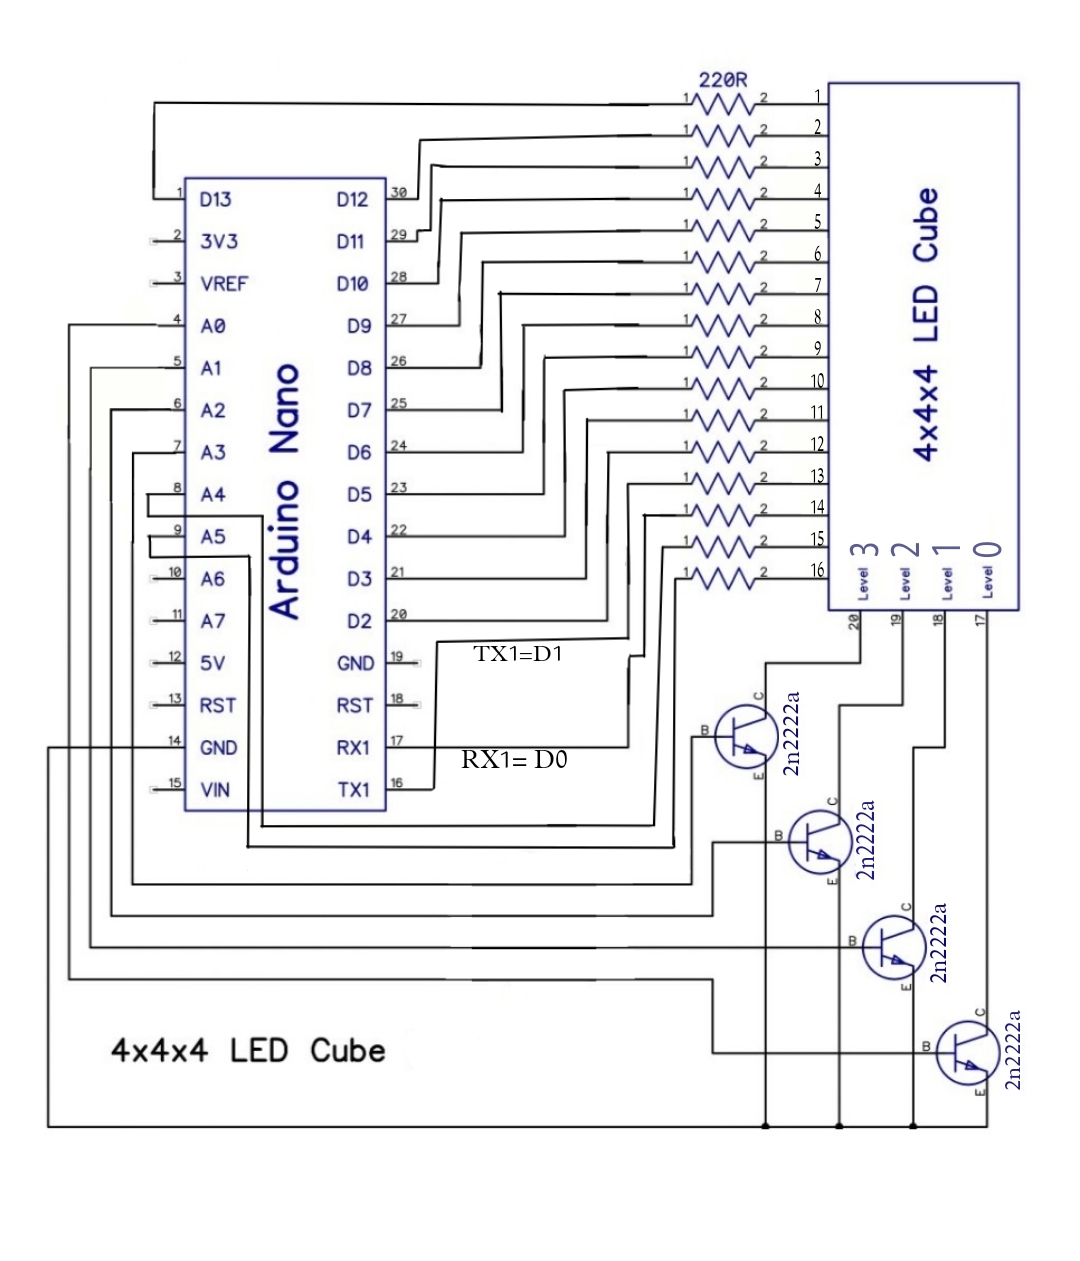 220R
1 2 1
1 2 2
1 2 3
1 2 4
1 2 5
1 2 6
1 2 7
1 2 8
1 2 9
1 2 10
1 2 11
1 2 12
1 2 13
1 2 14
1 2 15
1 2 16
4x4x4 LED Cube
Level 3
Level 2
Level 1
Level 0
20 19 18 17
Arduino Nano
1 D13 D12 30
2 3V3 D11 29
3 VREF D10 28
4 A0 D9 27
5 A1 D8 26
6 A2 D7 25
7 A3 D6 24
8 A4 D5 23
9 A5 D4 22
10 A6 D3 21
11 A7 D2 20
12 5V GND 19
13 RST RST 18
14 GND RX1 17
15 VIN TX1 16
TX1=D1
RX1= D0
B C E 2n2222a
B C E 2n2222a
B C E 2n2222a
B C E 2n2222a
4x4x4 LED Cube